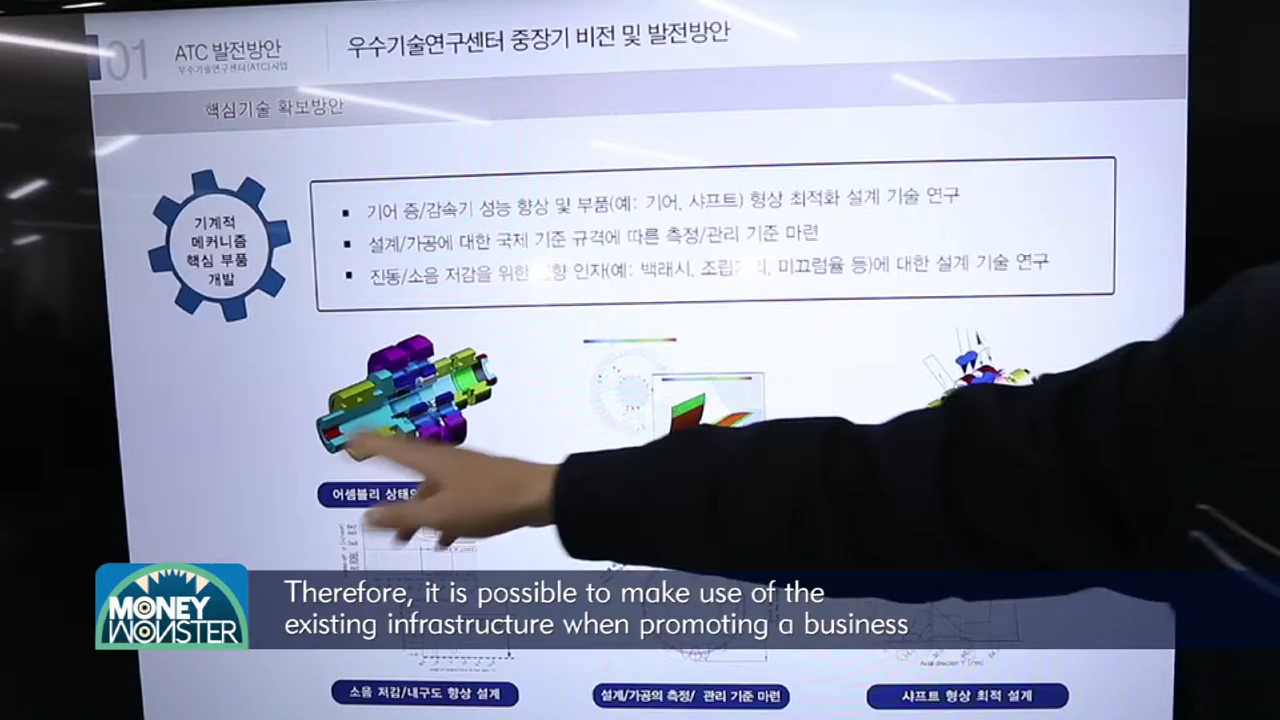 01
ATC 발전방안
우수기술연구센터(ATC)사업
우수기술연구센터 중장기 비전 및 발전방안
핵심기술 확보방안
기계적
메커니즘
핵심 부품
개발
▪ 기어 증/감속기 성능 향상 및 부품(예: 기어, 샤프트) 형상 최적화 설계 기술 연구
▪ 설계/가공에 대한 국제 기준 규격에 따른 측정/관리 기준 마련
▪ 진동/소음 저감을 위한 인자(예: 백래시, 미끄럼율 등)에 대한 설계 기술 연구
어셈블리
MONEY
MONSTER
Therefore, it is possible to make use of the
existing infrastructure when promoting a business
소음 저감/내구도 향상 설계
설계/가공의 측정/ 관리 기준 마련
샤프트 형상 최적 설계